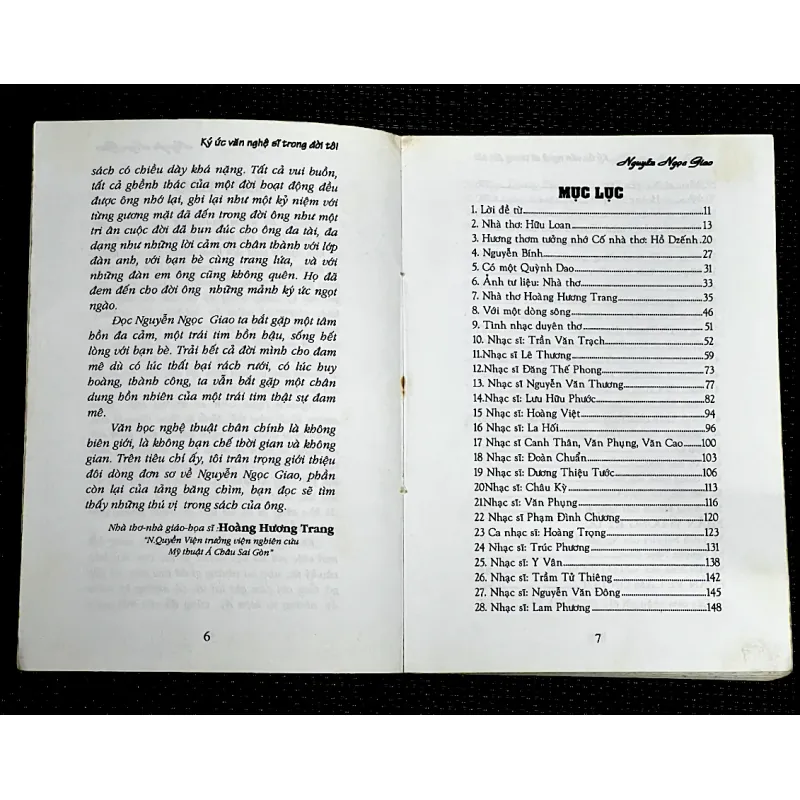 Ký ức văn nghệ sĩ trong đời tôi
sách có chiều dày khá nặng. Tất cả vui buồn,
tất cả ghềnh thác của một đời hoạt động đều
được ông nhớ lại, ghi lại như một kỷ niệm với
từng gương mặt đã đến trong đời ông như một
tri ân cuộc đời đã bun đúc cho ông đa tài, đa
dạng như những lời cảm ơn chân thành với lớp
đàn anh, với bạn bè cùng trang lứa, và với
những đàn em ông cũng không quên. Họ đã
đem đến cho đời ông những mảnh ký ức ngọt
ngào.
Đọc Nguyễn Ngọc Giao ta bắt gặp một tâm
hồn đa cảm, một trái tim hồn hậu, sống hết
lòng với bạn bè. Trải hết cả đời mình cho đam
mê dù có lúc thất bại rách rưới, có lúc huy
hoàng, thành công, ta vẫn bắt gặp một chân
dung hồn nhiên của một trái tim thật sự đam
mê.
Văn học nghệ thuật chân chính là không
biên giới, là không bạn chế thời gian và không
gian. Trên tiêu chí ấy, tôi trân trọng giới thiệu
đôi dòng đơn sơ về Nguyễn Ngọc Giao, phần
còn lại của tảng băng chìm, bạn đọc sẽ tìm
thấy những thú vị trong sách của ông.
Nhà thơ-nhà giáo-họa sĩ :Hoàng Hương Trang
"N.Quyền Viện trưởng viện nghiên cứu
Mỹ thuật Á Châu Sai Gòn"
6
Nguyễn Ngọc Giao
MỤC LỤC
1. Lời đề từ...11
2. Nhà thơ: Hữu Loan...13
3. Hương thơm tưởng nhớ Cố nhà thơ: Hồ Dzếnh.20
4. Nguyễn Bính...27
5. Có một Quỳnh Dao...31
6. Ảnh tư liệu: Nhà thơ...33
7. Nhà thơ Hoàng Hương Trang...35
8. Với một dòng sông...46
9. Tình nhạc duyên thơ...51
10. Nhạc sĩ: Trần Văn Trạch...52
11.Nhạc sĩ Lê Thương...59
12.Nhạc sĩ Đăng Thế Phong...73
13. Nhạc sĩ Nguyễn Văn Thương...77
14.Nhạc sĩ: Lưu Hữu Phước...82
15 Nhạc sĩ: Hoàng Việt...94
16 Nhạc sĩ: La Hối...96
17 Nhạc sĩ Canh Thân, Văn Phụng, Văn Cao...100
18 Nhạc sĩ: Đoàn Chuẩn...103
19 Nhạc sĩ: Dương Thiệu Tước...106
20Nhạc sĩ: Châu Kỳ...113
21Nhạc sĩ: Văn Phụng...116
22 Nhạc sĩ Phạm Đình Chương...120
23 Ca nhạc sĩ: Hoàng Trọng...123
24 Nhạc sĩ: Trúc Phương...131
25. Nhạc sĩ: Y Vân...138
26. Nhạc sĩ: Trầm Tử Thiêng...142
27. Nhạc sĩ: Nguyễn Văn Đông...145
28. Nhạc sĩ: Lam Phương...148
7